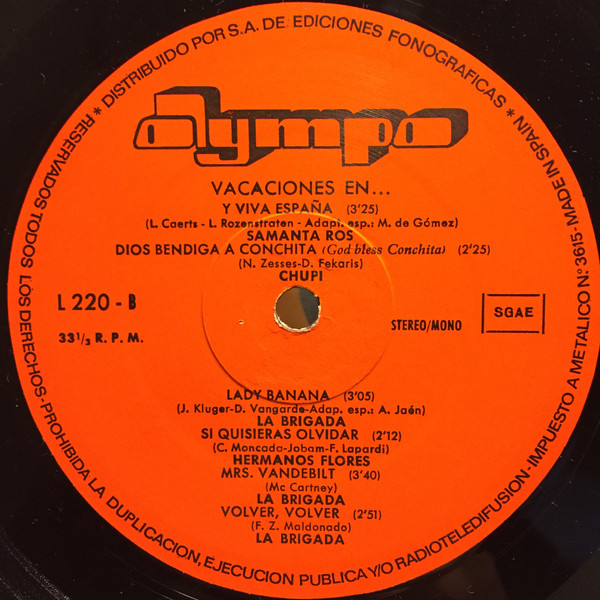 * DISTRIBUIDO POR S.A. DE EDICIONES FONOGRAFICAS * MADE IN SPAIN
olympo
VACACIONES EN...
Y VIVA ESPAÑA (3'25)
(L. Caerts - L. Rozenstraten - Adapi. esp.: M. de Gómez)
SAMANTA ROS
DIOS BENDIGA A CONCHITA (God bless Conchita) (2'25)
(N. Zesses-D. Fekaris)
CHUPI
L 220 - B
33 1/3 R. P. M.
STEREO/MONO
SGAE
LADY BANANA (3'05)
(J. Kluger-D. Vangarde-Adap. esp.: A. Jaén)
LA BRIGADA
SI QUISIERAS OLVIDAR (2'12)
(C. Moncada-Jobam-F. Lapardi)
HERMANOS FLORES
MRS. VANDEBILT (3'40)
(Mc Cartney)
LA BRIGADA
VOLVER, VOLVER (2'51)
(F. Z. Maldonado)
LA BRIGADA
RESERVADOS TODOS LOS DERECHOS-PROHIBIDA LA DUPLICACION, EJECUCION PUBLICA Y/O RADIOTELEDIFUSION-IMPUESTO A METALICO N.º 3615-